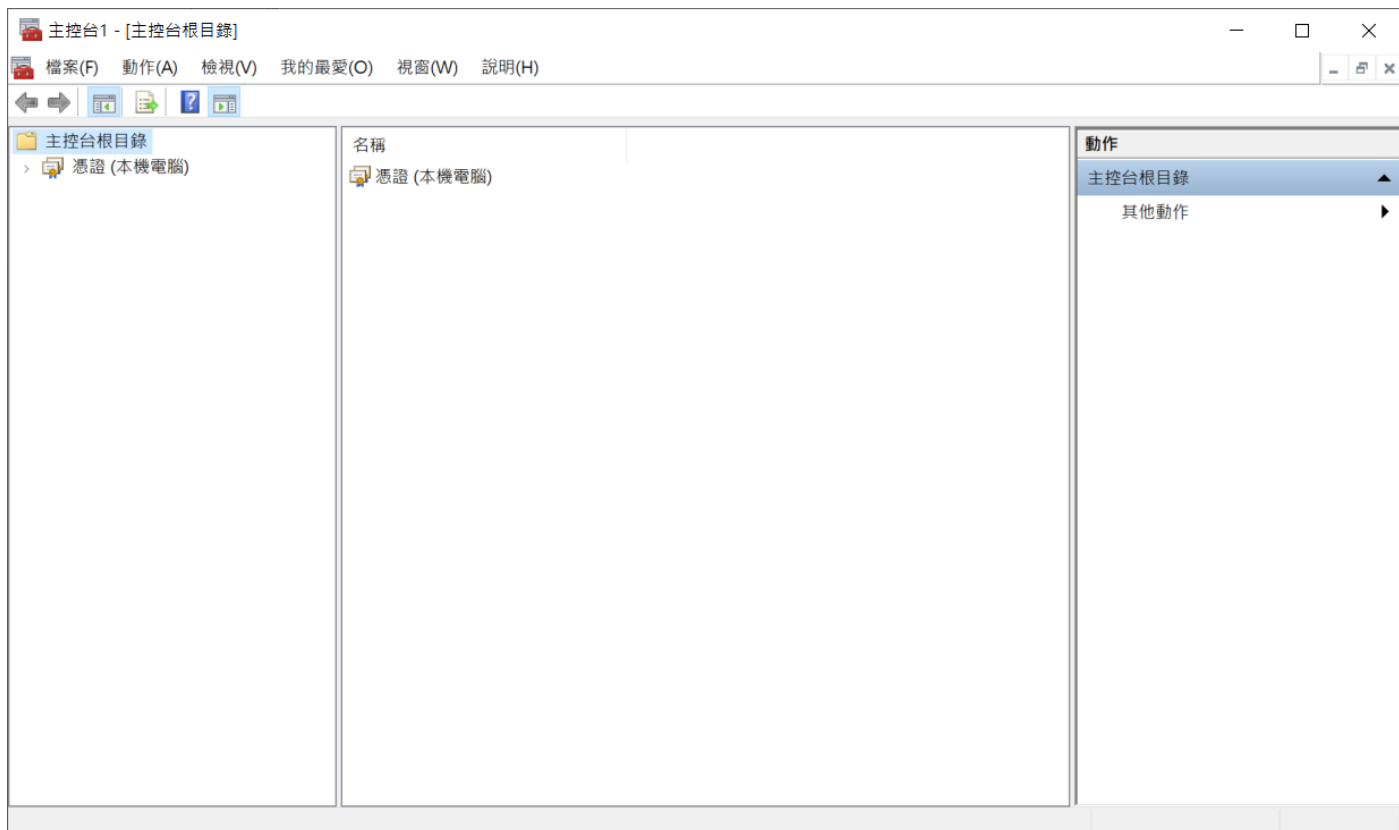 主控台1 - [主控台根目錄]
檔案(F) 動作(A) 檢視(V) 我的最愛(O) 視窗(W) 說明(H)
主控台根目錄
憑證 (本機電腦)
名稱
憑證 (本機電腦)
動作
主控台根目錄
其他動作